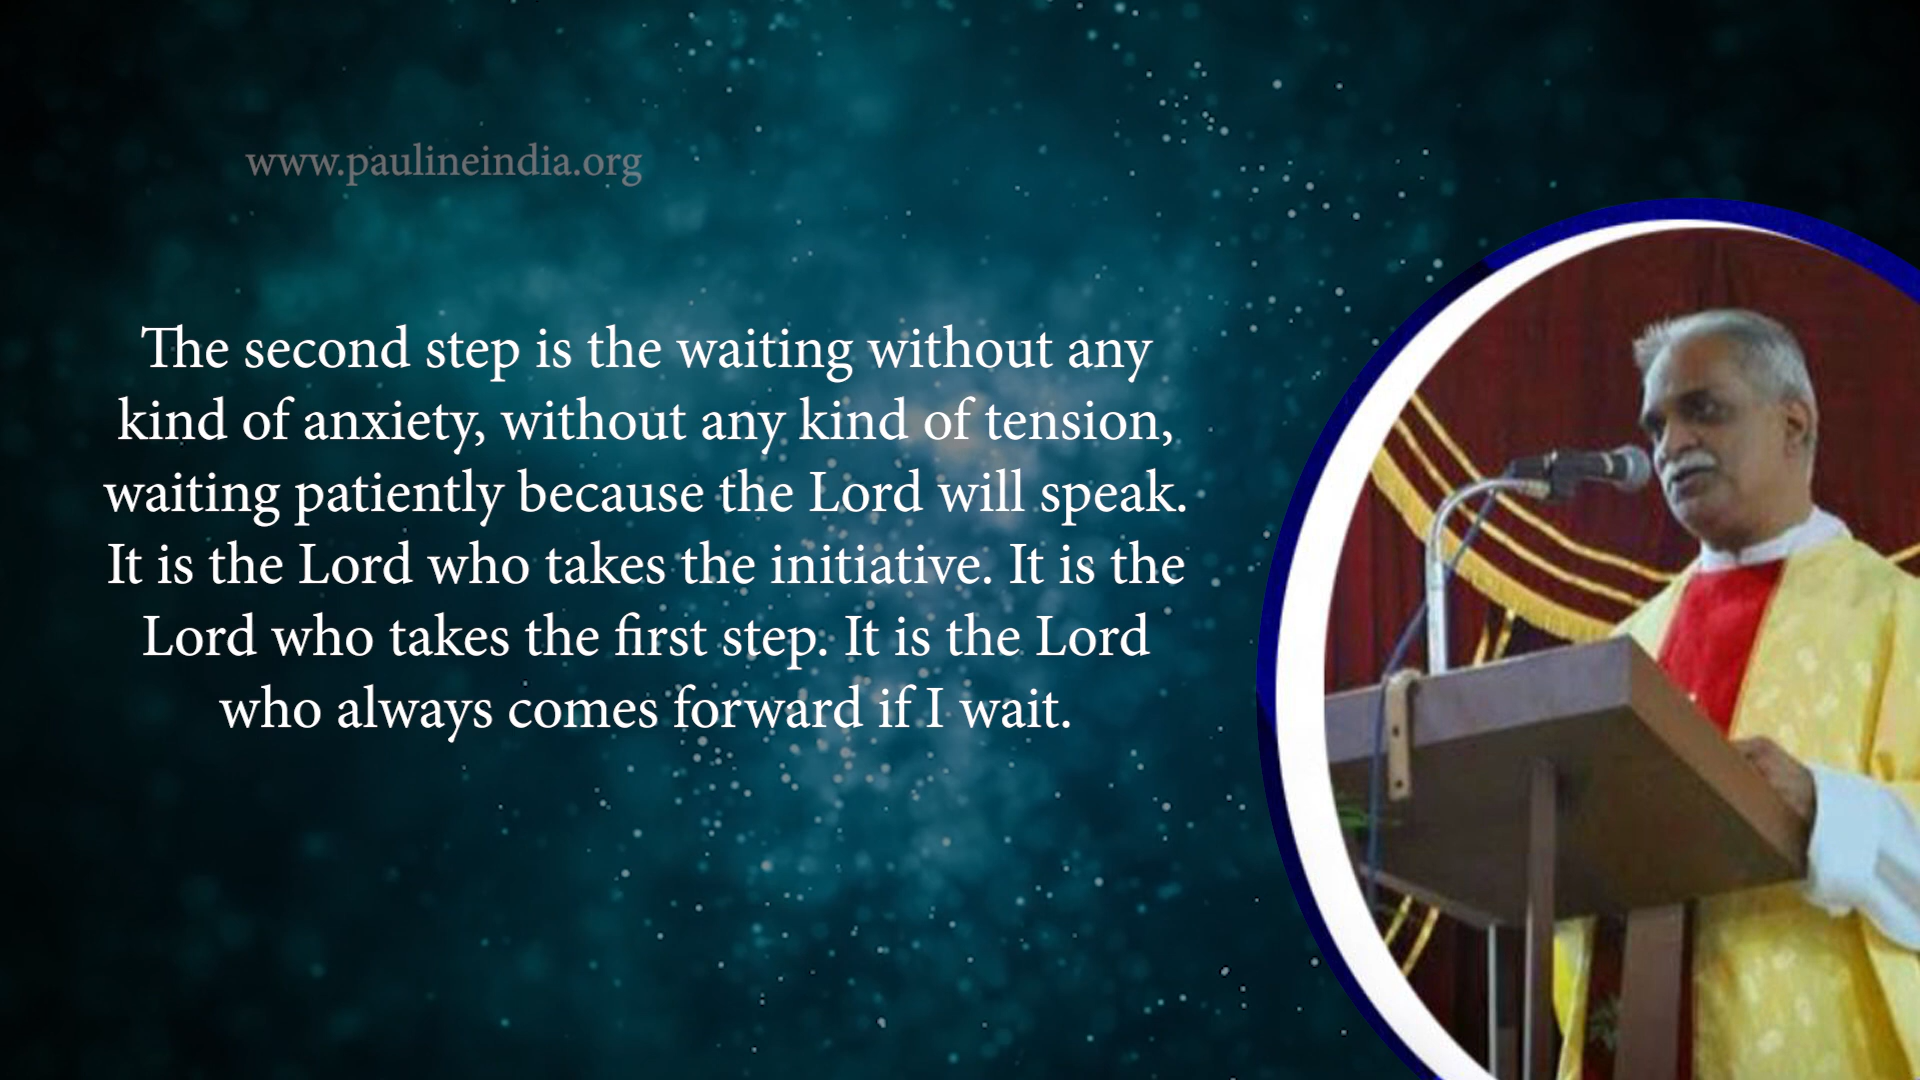 www.paulineindia.org
The second step is the waiting without any
kind of anxiety, without any kind of tension,
waiting patiently because the Lord will speak.
It is the Lord who takes the initiative. It is the
Lord who takes the first step. It is the Lord
who always comes forward if I wait.